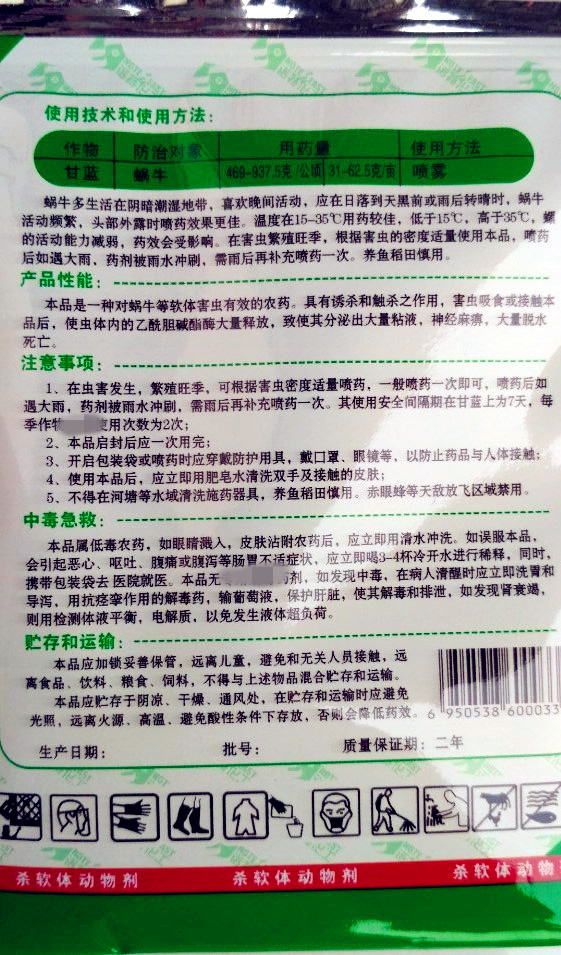 使用技术和使用方法：
作物 防治对象 用药量 使用方法
甘蓝 蜗牛 469-937.5克/公顷 31-62.5克/亩 喷雾
蜗牛多生活在阴暗潮湿地带，喜欢晚间活动，应在日落到天黑前或雨后转晴时，蜗牛
活动频繁，头部外露时喷药效果更佳。温度在15-35℃用药较佳，低于15℃，高于35℃，螺
的活动能力减弱，药效会受影响。在害虫繁殖旺季，根据害虫的密度适量使用本品，喷药
后如遇大雨，药剂被雨水冲刷，需雨后再补充喷药一次。养鱼稻田慎用。
产品性能：
本品是一种对蜗牛等软体害虫有效的农药。具有诱杀和触杀之作用，害虫吸食或接触本
品后，使虫体内的乙酰胆碱酯酶大量释放，致使其分泌出大量粘液，神经麻痹，大量脱水
死亡。
注意事项：
1、在虫害发生，繁殖旺季，可根据害虫密度适量喷药，一般喷药一次即可，喷药后如
遇大雨，药剂被雨水冲刷，需雨后再补充喷药一次。其使用安全间隔期在甘蓝上为7天，每
季作物 使用次数为2次；
2、本品启封后应一次用完；
3、开启包装袋或喷药时应穿戴防护用具，戴口罩、眼镜等，以防止药品与人体接触；
4、使用本品后，应立即用肥皂水清洗双手及接触的皮肤；
5、不得在河塘等水域清洗施药器具，养鱼稻田慎用。赤眼蜂等天敌放飞区域禁用。
中毒急救：
本品属低毒农药，如眼睛溅入，皮肤沾附农药后，应立即用清水冲洗。如误服本品，
会引起恶心、呕吐、腹痛或腹泻等肠胃不适症状，应立即喝3-4杯冷开水进行稀释，同时，
携带包装袋去 医院就医。本品无 剂，如发现中毒，在病人清醒时应立即洗胃和
导泻，用抗痉挛作用的解毒药，输葡萄液，保护肝脏，使其解毒和排泄，如发现肾衰竭，
则用检测体液平衡，电解质，以免发生液体超负荷。
贮存和运输：
本品应加锁妥善保管，远离儿童，避免和无关人员接触，远
离食品、饮料、粮食、饲料，不得与上述物品混合贮存和运输。
本品应贮存于阴凉、干燥、通风处，在贮存和运输时应避免
光照，远离火源、高温、避免酸性条件下存放，否则会降低药效。
6 950538 600033
生产日期： 批号： 质量保证期：二年
杀软体动物剂 杀软体动物剂 杀软体动物剂